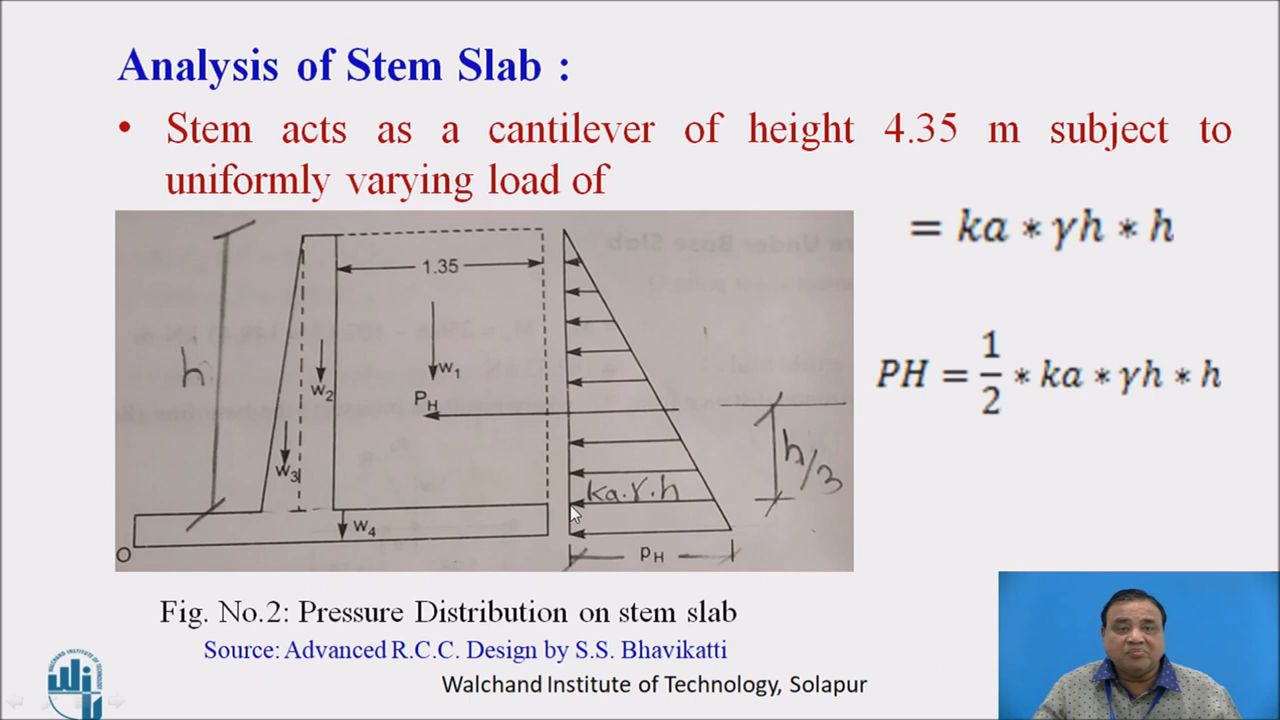 Analysis of Stem Slab :
• Stem acts as a cantilever of height 4.35 m subject to
uniformly varying load of
= ka * γh * h
PH = 1/2 * ka * γh * h
h
1.35
W1
W2
PH
W3
h/3
ka.γ.h
W4
O
PH
Fig. No.2: Pressure Distribution on stem slab
Source: Advanced R.C.C. Design by S.S. Bhavikatti
Walchand Institute of Technology, Solapur